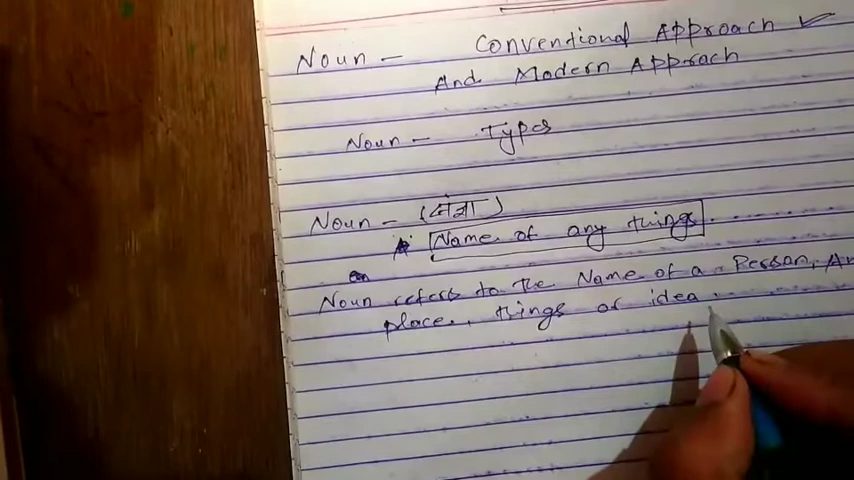 Noun - Conventional Approach ✓
And Modern Approach
Noun - Types
Noun - (संज्ञा)
Name of any things.........
Noun refers to the Name of a Person, An
place, things or idea.